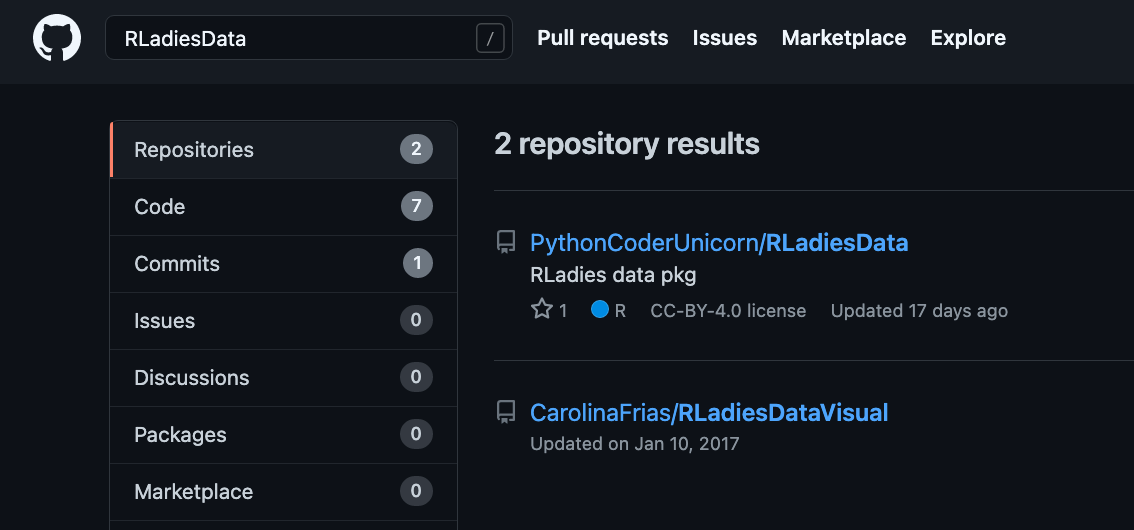 RLadiesData / Pull requests Issues Marketplace Explore
Repositories 2
Code 7
Commits 1
Issues 0
Discussions 0
Packages 0
Marketplace 0
2 repository results
PythonCoderUnicorn/RLadiesData
RLadies data pkg
1 R CC-BY-4.0 license Updated 17 days ago
CarolinaFrias/RLadiesDataVisual
Updated on Jan 10, 2017